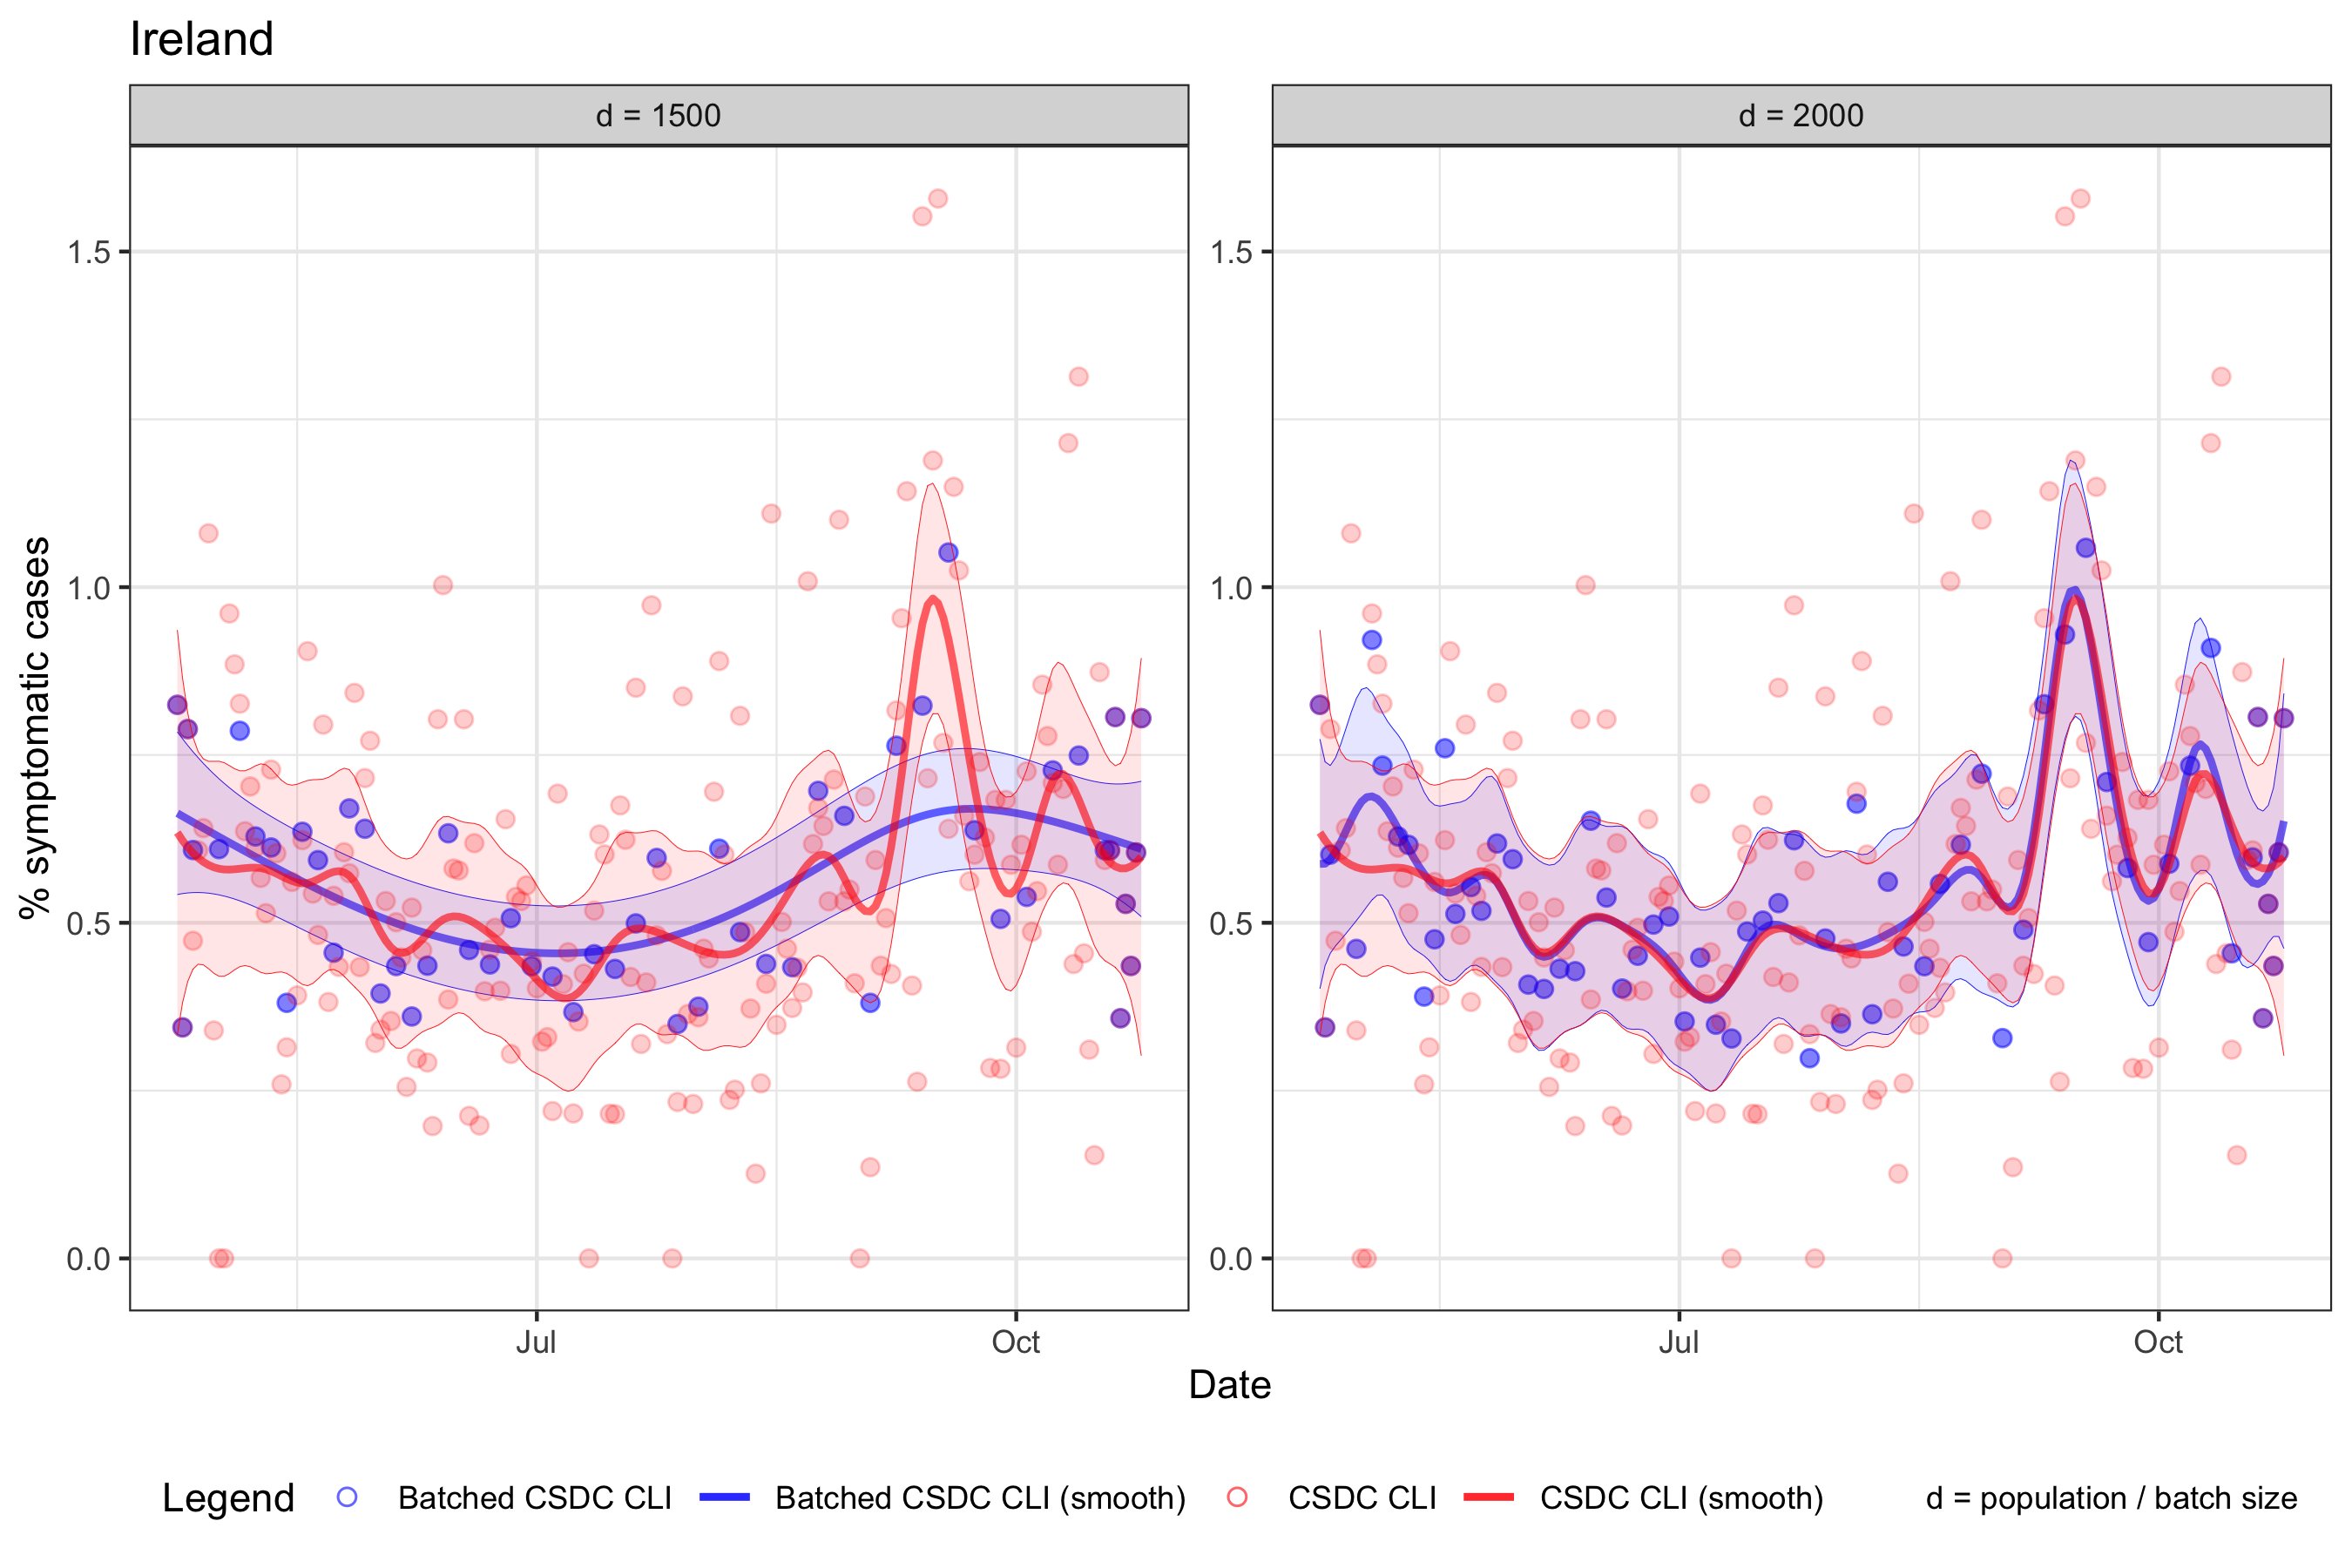 Ireland
d = 1500
d = 2000
% symptomatic cases
1.5
1.0
0.5
0.0
1.5
1.0
0.5
0.0
Jul
Oct
Jul
Oct
Date
Legend
Batched CSDC CLI
Batched CSDC CLI (smooth)
CSDC CLI
CSDC CLI (smooth)
d = population / batch size